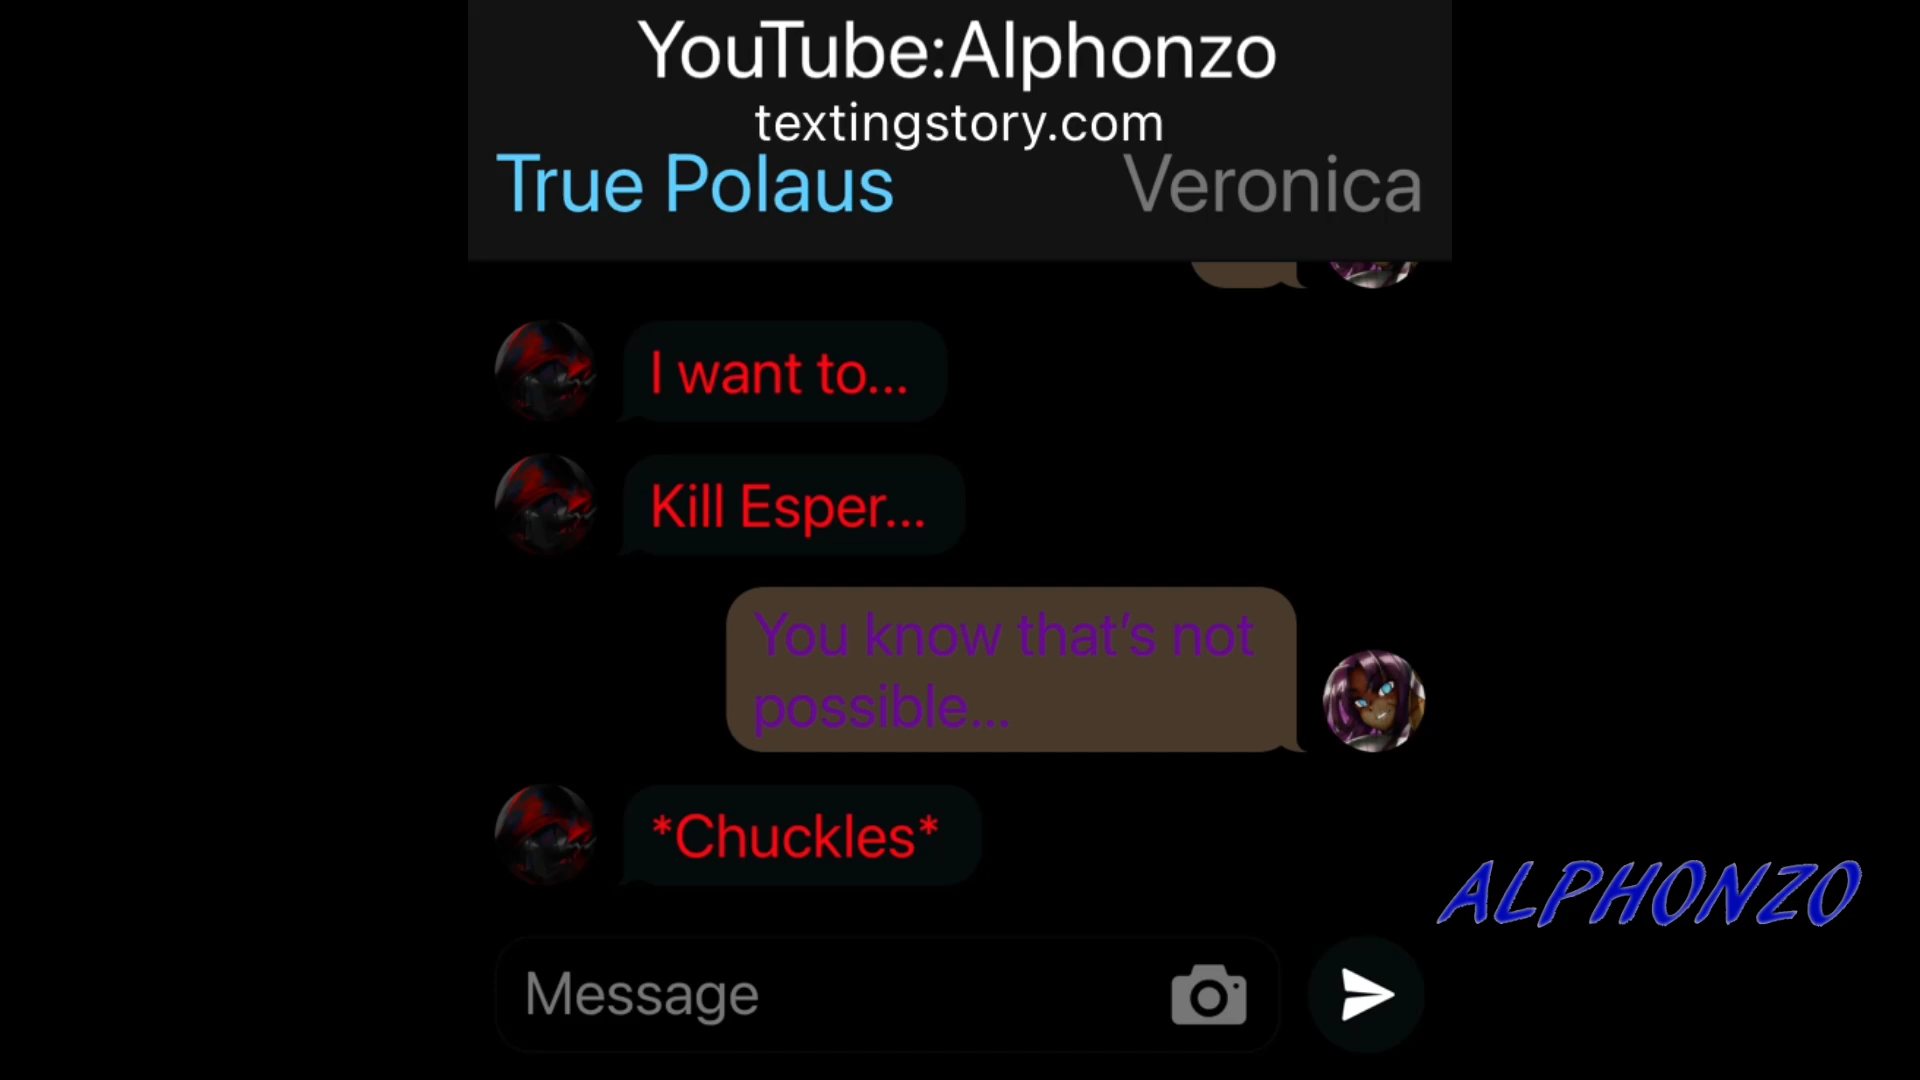 YouTube:Alphonzo
textingstory.com
True Polaus
Veronica
I want to...
Kill Esper...
You know that's not
possible...
*Chuckles*
ALPHONZO
Message